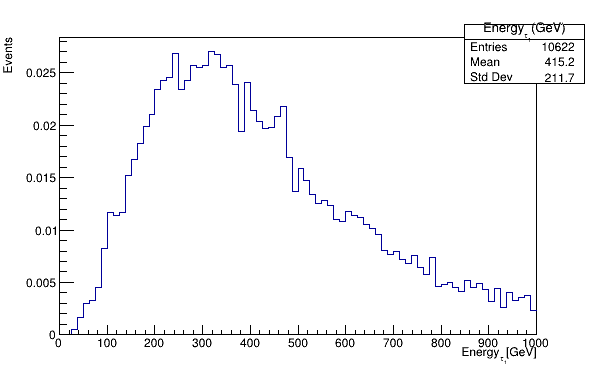 Energy_τ₁(GeV)
Entries 10622
Mean 415.2
Std Dev 211.7
Events
0.025
0.02
0.015
0.01
0.005
0
0 100 200 300 400 500 600 700 800 900 1000
Energy_τ₁[GeV]